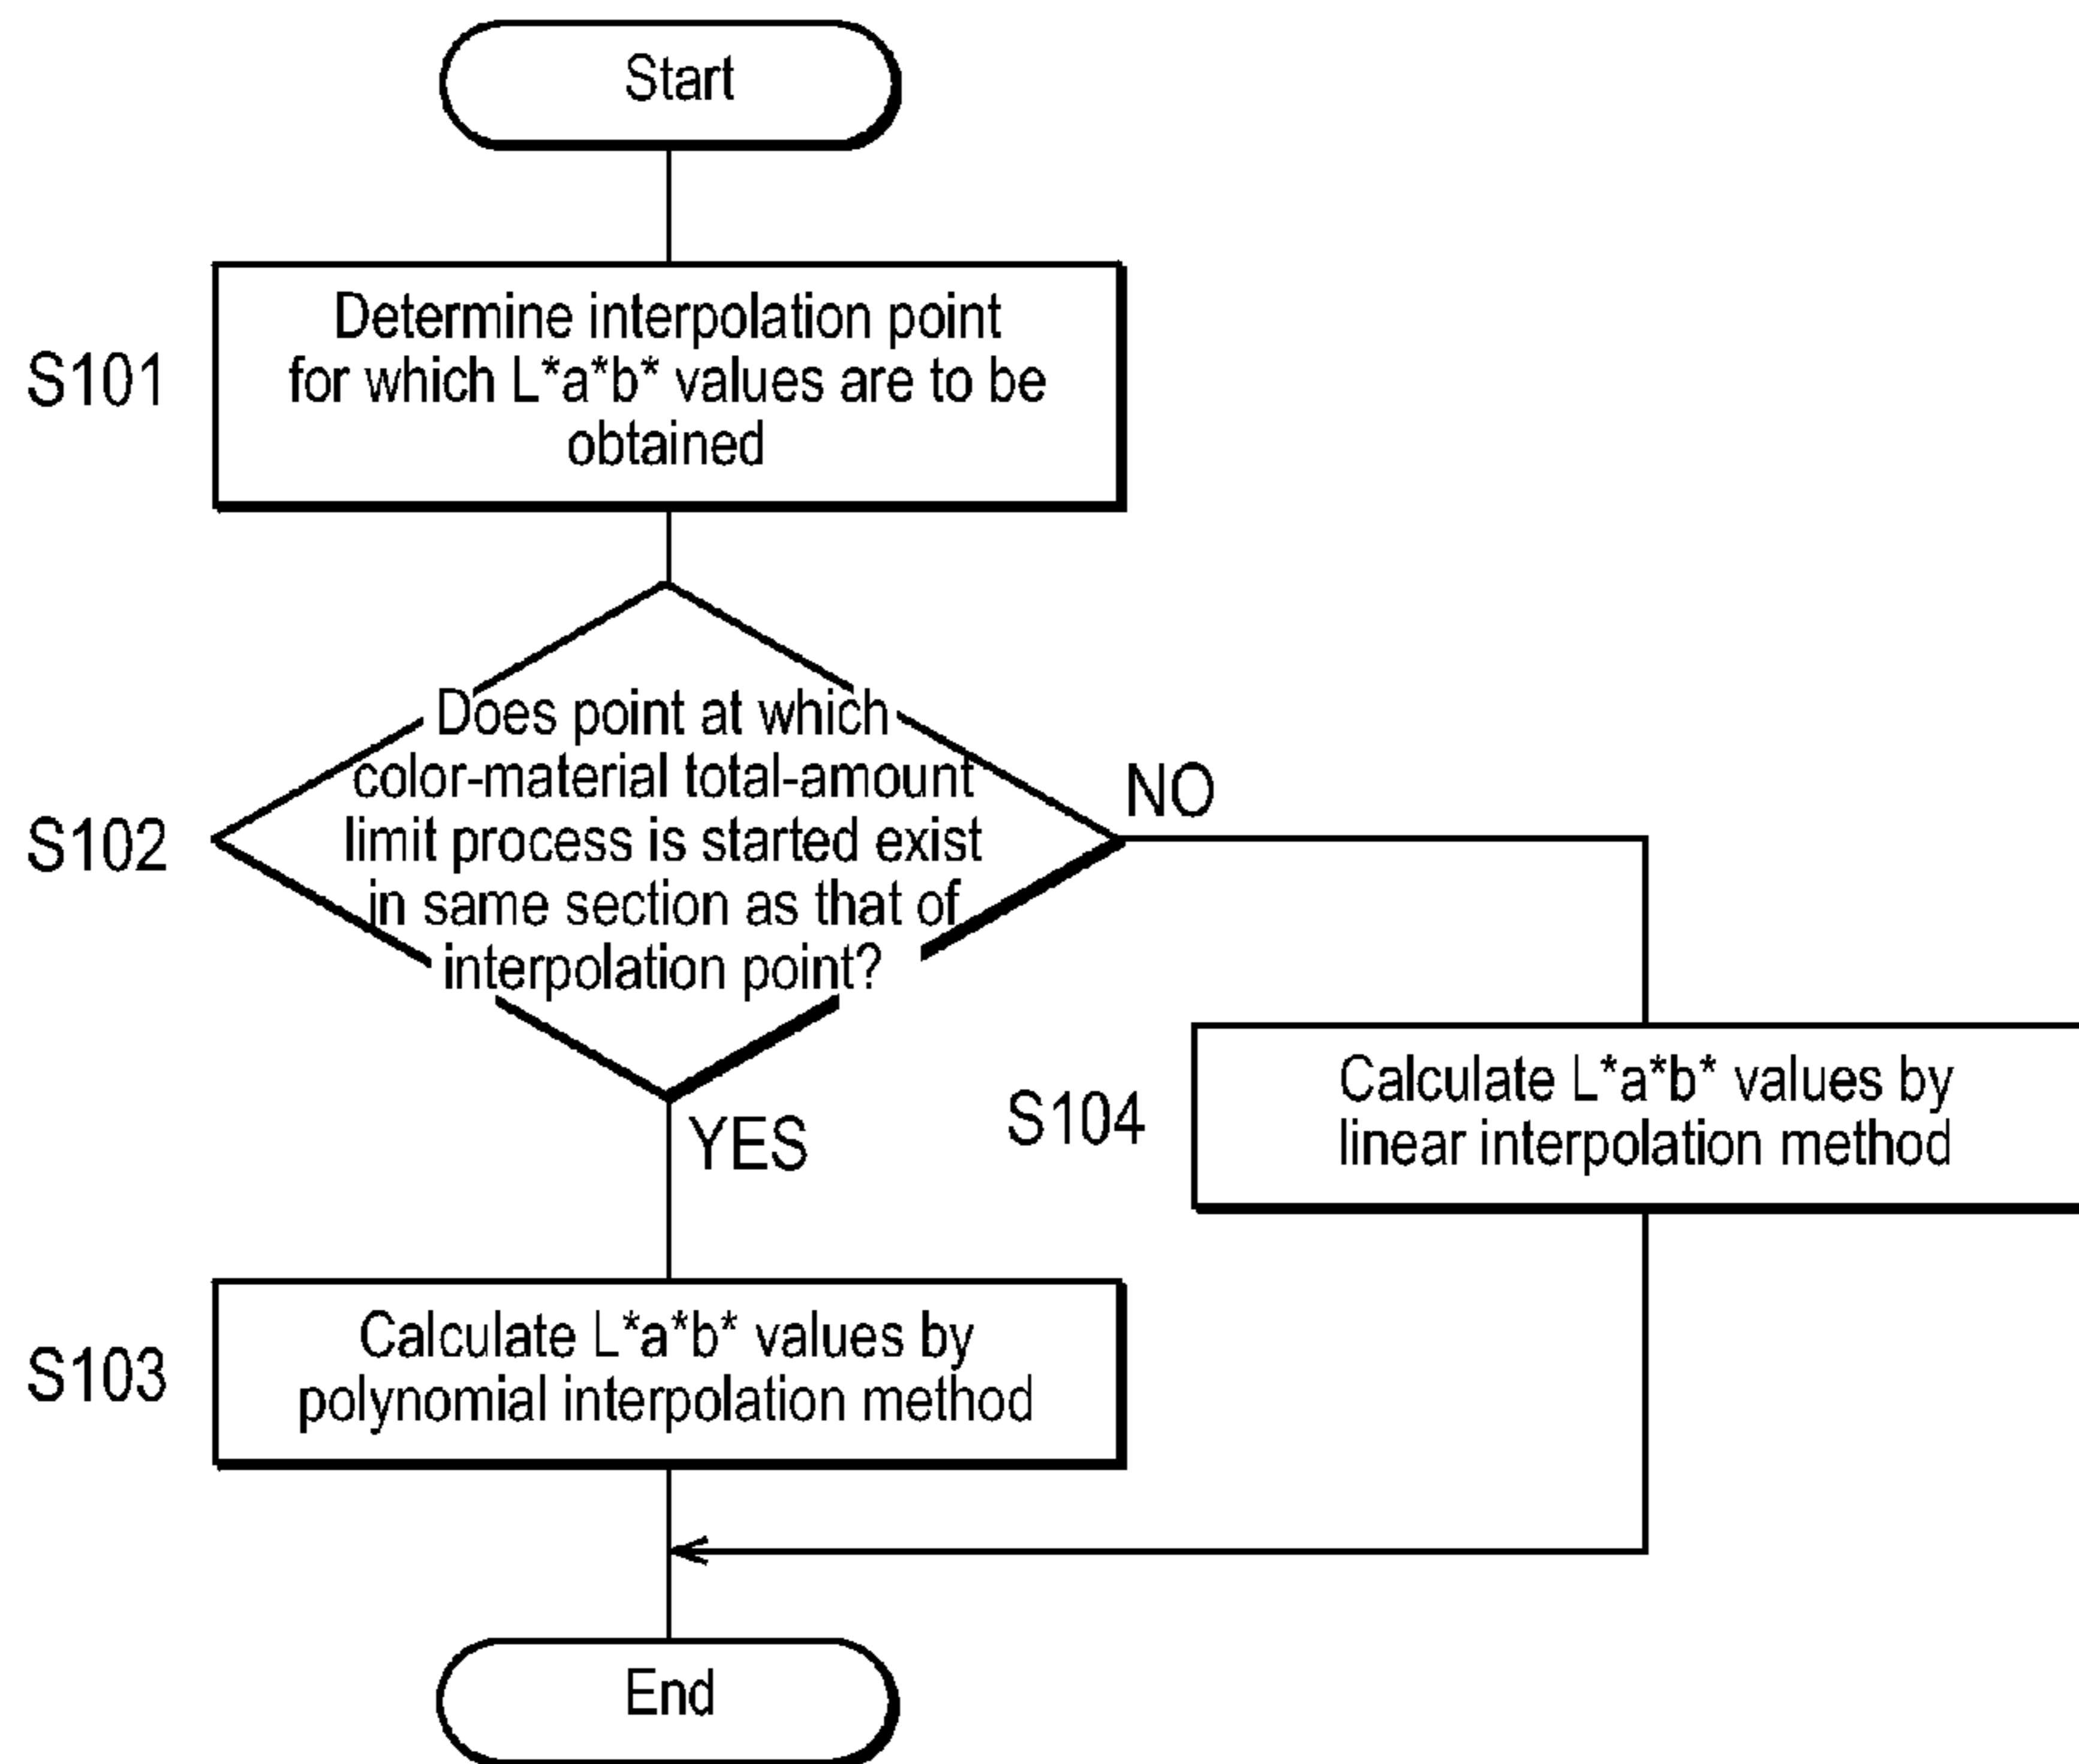 Start
S101
Determine interpolation point
for which L*a*b* values are to be
obtained
S102
Does point at which
color-material total-amount
limit process is started exist
in same section as that of
interpolation point?
NO
YES
S104
Calculate L*a*b* values by
linear interpolation method
S103
Calculate L*a*b* values by
polynomial interpolation method
End